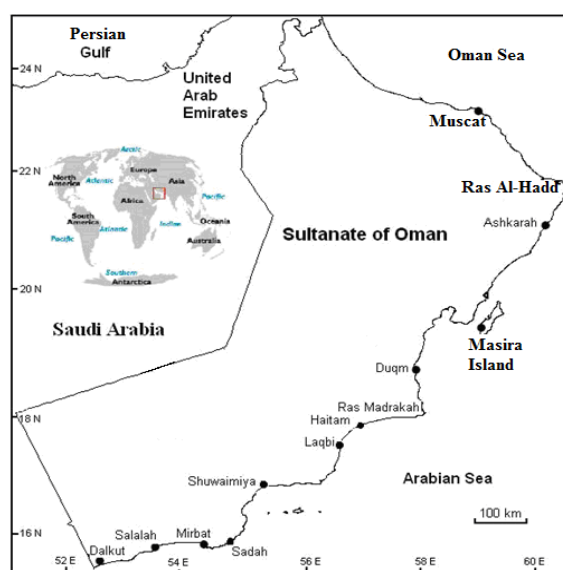 Persian
Gulf
Oman Sea
24 N
United
Arab
Emirates
Muscat
22 N
Arctic
North
America
Atlantic
Europe
Asia
Pacific
Africa
South
America
Atlantic
Indian
Oceania
Pacific
Australia
Southern
Antarctica
Ras Al-Hadd
Ashkarah
Sultanate of Oman
20 N
Saudi Arabia
Masira
Island
Duqm
18 N
Ras Madrakah
Haitam
Laqbi
Shuwaimiya
Arabian Sea
100 km
16 N
Salalah
Mirbat
Sadah
Dalkut
52 E
54 E
56 E
58 E
60 E